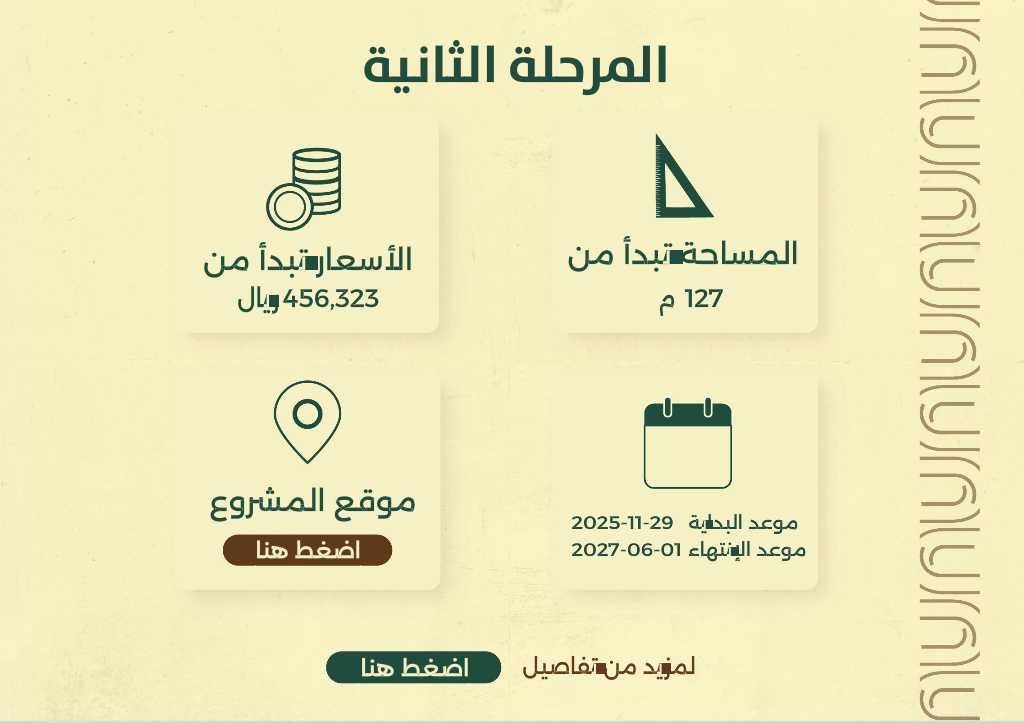 المرحلة الثانية
المساحة تبدأ من
127 م
الأسعار تبدأ من
456,323 ريال
موعد البداية 2025-11-29
موعد الإنتهاء 2027-06-01
موقع المشروع
اضغط هنا
لمزيد من تفاصيل
اضغط هنا